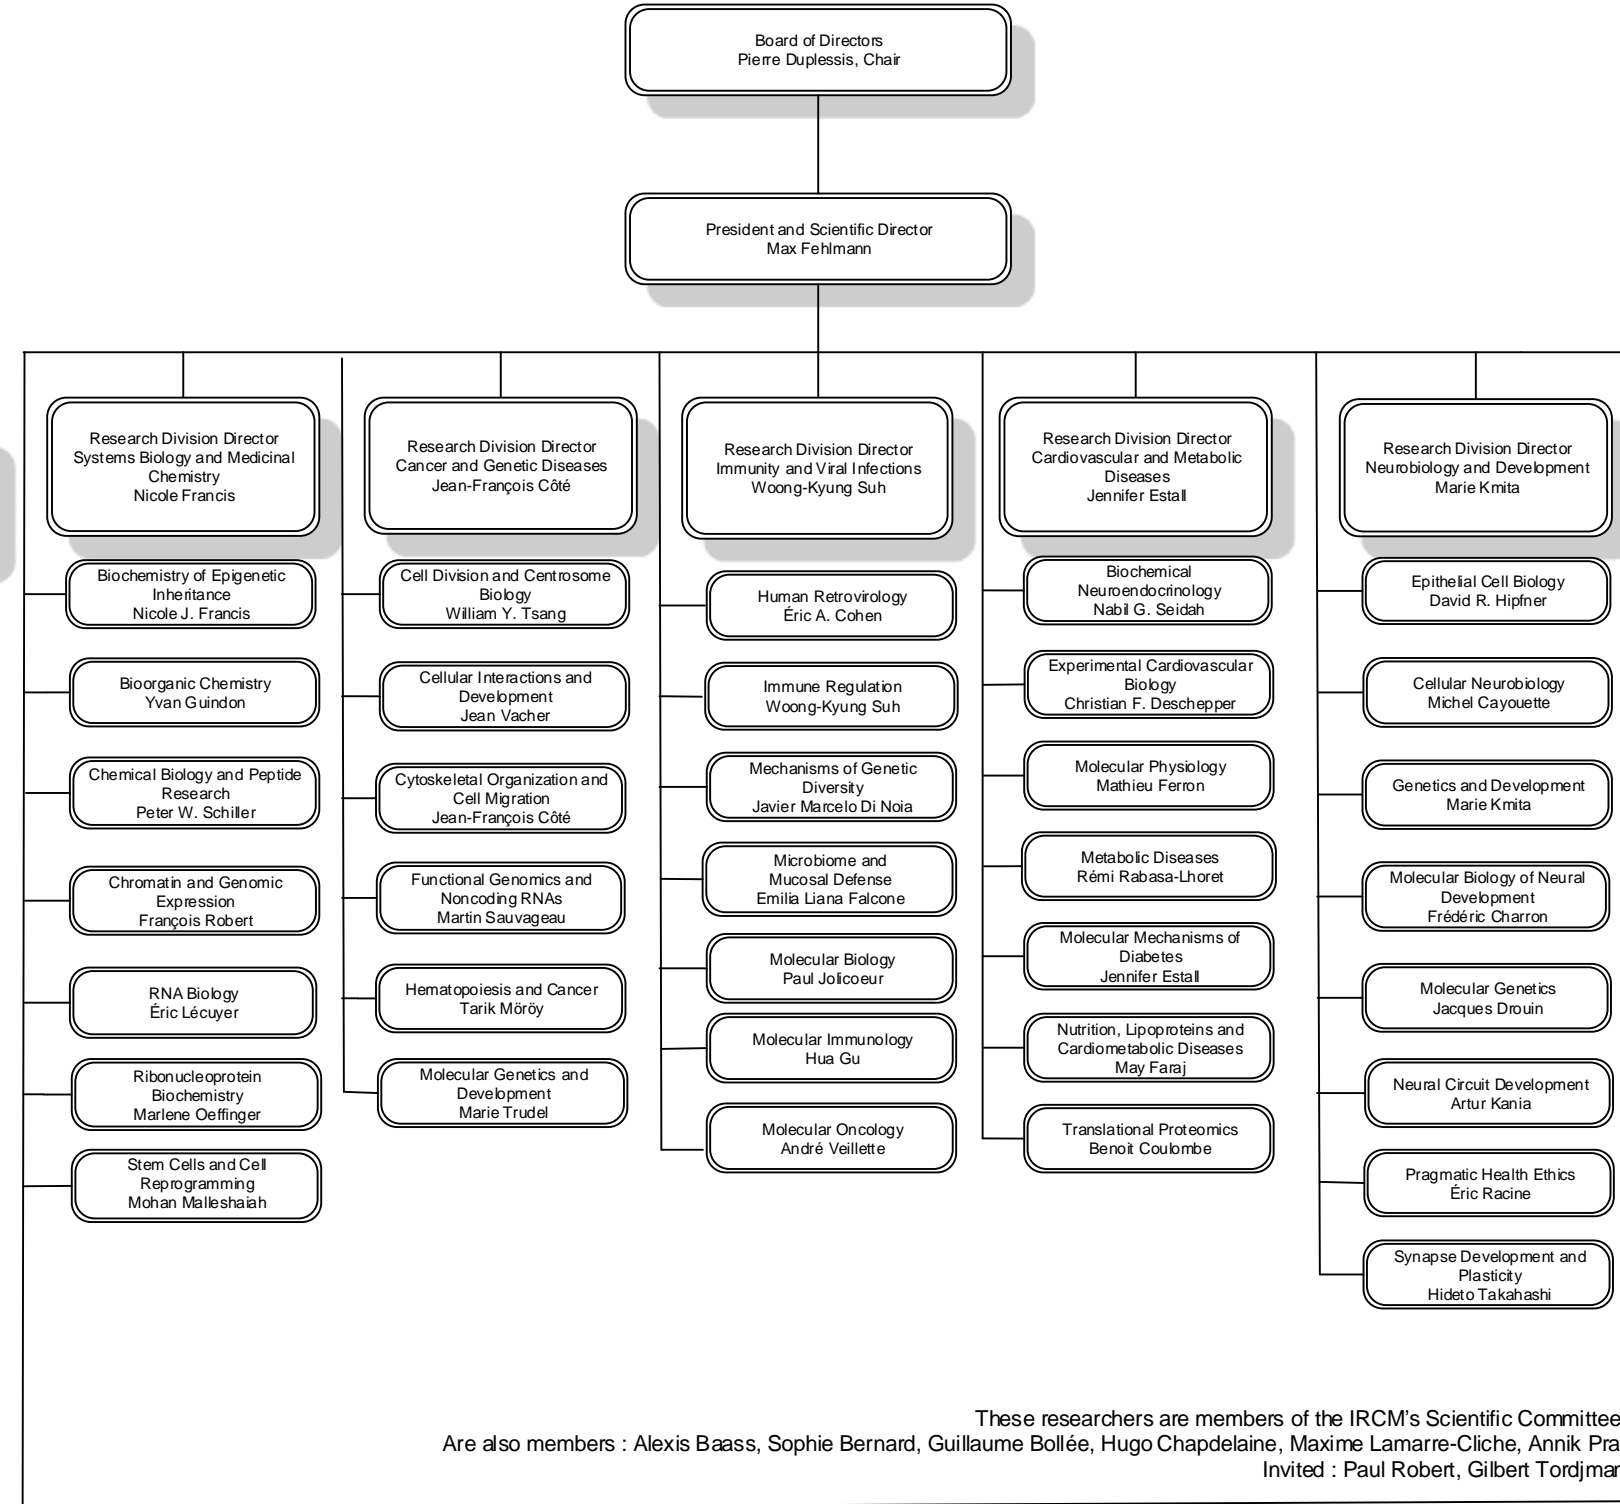 Board of Directors
Pierre Duplessis, Chair
President and Scientific Director
Max Fehlmann
Research Division Director
Systems Biology and Medicinal
Chemistry
Nicole Francis
Biochemistry of Epigenetic
Inheritance
Nicole J. Francis
Bioorganic Chemistry
Yvan Guindon
Chemical Biology and Peptide
Research
Peter W. Schiller
Chromatin and Genomic
Expression
François Robert
RNA Biology
Éric Lécuyer
Ribonucleoprotein
Biochemistry
Marlene Oeffinger
Stem Cells and Cell
Reprogramming
Mohan Malleshaiah
Research Division Director
Cancer and Genetic Diseases
Jean-François Côté
Cell Division and Centrosome
Biology
William Y. Tsang
Cellular Interactions and
Development
Jean Vacher
Cytoskeletal Organization and
Cell Migration
Jean-François Côté
Functional Genomics and
Noncoding RNAs
Martin Sauvageau
Hematopoiesis and Cancer
Tarik Möröy
Molecular Genetics and
Development
Marie Trudel
Research Division Director
Immunity and Viral Infections
Woong-Kyung Suh
Human Retrovirology
Éric A. Cohen
Immune Regulation
Woong-Kyung Suh
Mechanisms of Genetic
Diversity
Javier Marcelo Di Noia
Microbiome and
Mucosal Defense
Emilia Liana Falcone
Molecular Biology
Paul Jolicoeur
Molecular Immunology
Hua Gu
Molecular Oncology
André Veillette
Research Division Director
Cardiovascular and Metabolic
Diseases
Jennifer Estall
Biochemical
Neuroendocrinology
Nabil G. Seidah
Experimental Cardiovascular
Biology
Christian F. Deschepper
Molecular Physiology
Mathieu Ferron
Metabolic Diseases
Rémi Rabasa-Lhoret
Molecular Mechanisms of
Diabetes
Jennifer Estall
Nutrition, Lipoproteins and
Cardiometabolic Diseases
May Faraj
Translational Proteomics
Benoit Coulombe
Research Division Director
Neurobiology and Development
Marie Kmita
Epithelial Cell Biology
David R. Hipfner
Cellular Neurobiology
Michel Cayouette
Genetics and Development
Marie Kmita
Molecular Biology of Neural
Development
Frédéric Charron
Molecular Genetics
Jacques Drouin
Neural Circuit Development
Artur Kania
Pragmatic Health Ethics
Éric Racine
Synapse Development and
Plasticity
Hideto Takahashi
These researchers are members of the IRCM's Scientific Committee
Are also members : Alexis Baass, Sophie Bernard, Guillaume Bollée, Hugo Chapdelaine, Maxime Lamarre-Cliche, Annik
Invited : Paul Robert, Gilbert